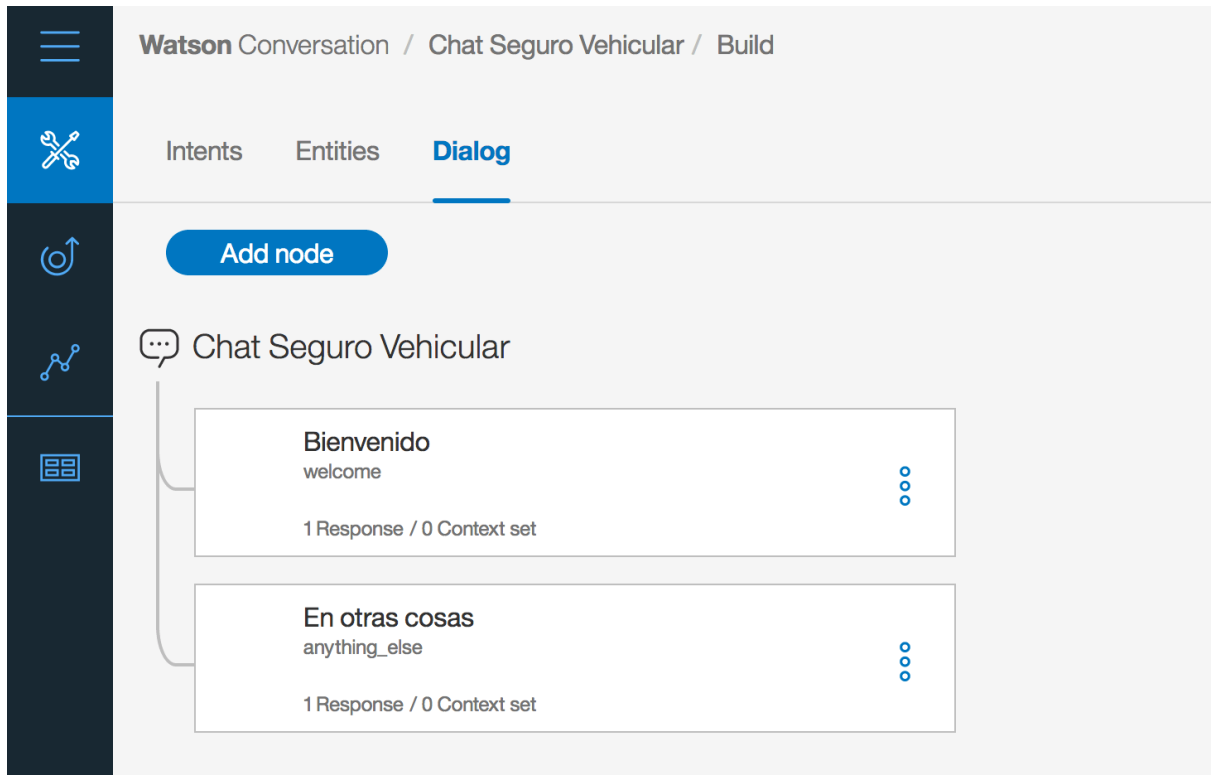 Watson Conversation / Chat Seguro Vehicular / Build
Intents Entities Dialog
Add node
Chat Seguro Vehicular
Bienvenido
welcome
1 Response / 0 Context set
En otras cosas
anything_else
1 Response / 0 Context set